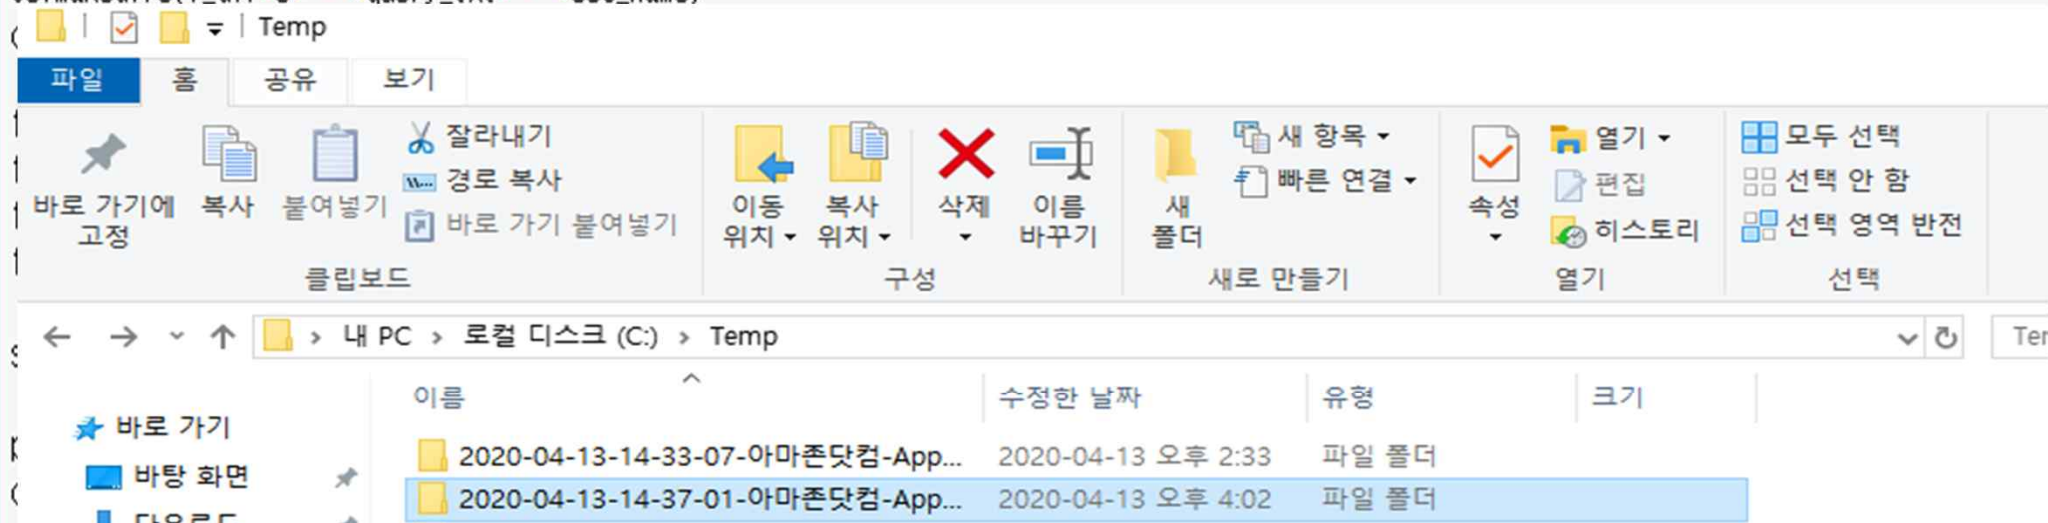 Temp
파일 홈 공유 보기
바로 가기에 고정
복사
붙여넣기
잘라내기
경로 복사
바로 가기 붙여넣기
클립보드
이동 위치
복사 위치
삭제
이름 바꾸기
구성
새 폴더
새 항목
빠른 연결
새로 만들기
속성
열기
편집
히스토리
열기
모두 선택
선택 안 함
선택 영역 반전
선택
내 PC > 로컬 디스크 (C:) > Temp
이름 수정한 날짜 유형 크기
바로 가기
바탕 화면
2020-04-13-14-33-07-아마존닷컴-App... 2020-04-13 오후 2:33 파일 폴더
2020-04-13-14-37-01-아마존닷컴-App... 2020-04-13 오후 4:02 파일 폴더